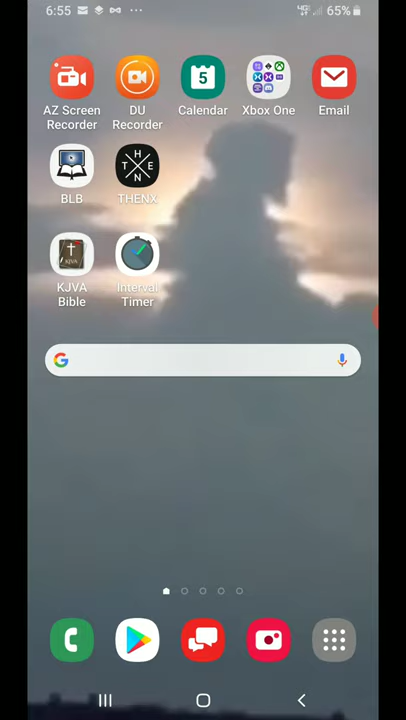 6:55
65%
AZ Screen
Recorder
DU
Recorder
5
Calendar
Xbox One
Email
BLB
H
T E
N
THENX
KJVA
KJVA
Bible
Interval
Timer
G